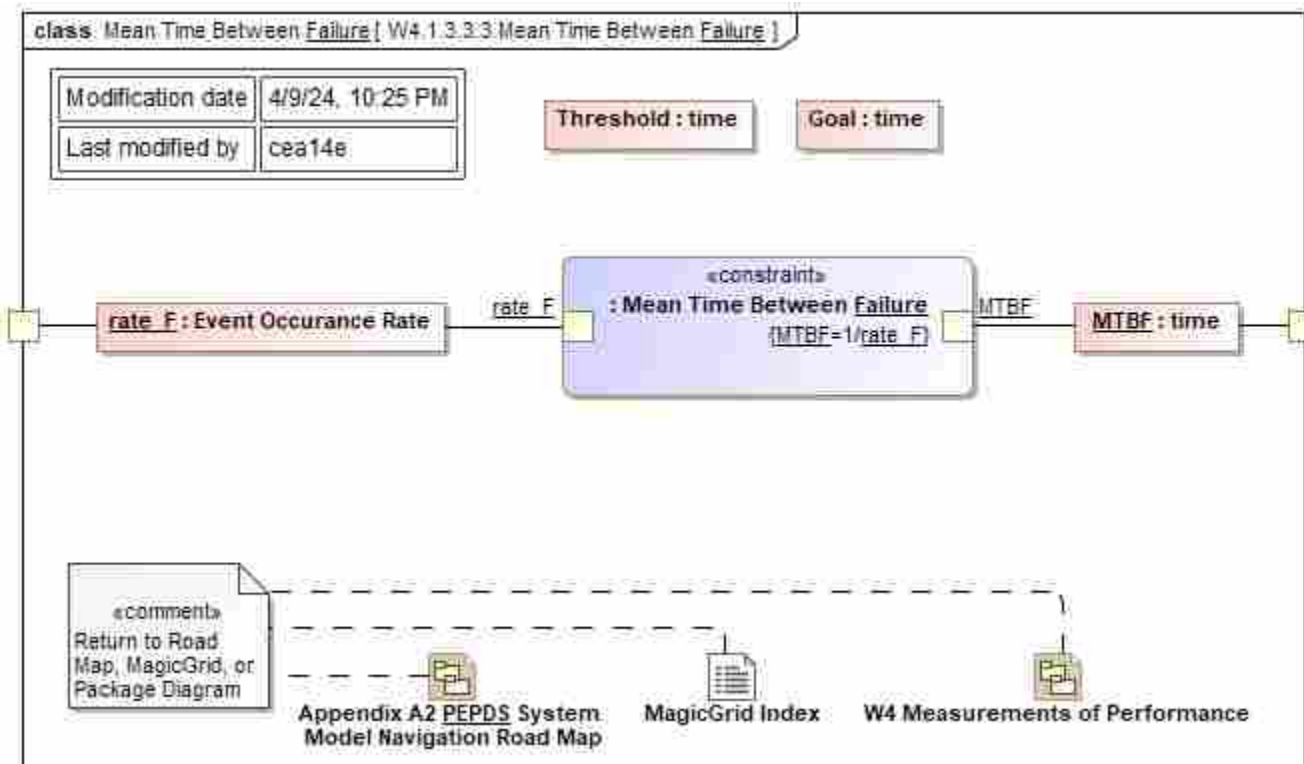 class Mean Time Between Failure [ W4.1.3.3.3 Mean Time Between Failure ]
Modification date 4/9/24, 10:25 PM
Last modified by cea14e
Threshold : time
Goal : time
«constraint»
: Mean Time Between Failure
{MTBF=1/rate_F}
rate_F : Event Occurance Rate
rate_F
MTBF
MTBF : time
«comment»
Return to Road
Map, MagicGrid, or
Package Diagram
Appendix A2 PEPDS System
Model Navigation Road Map
MagicGrid Index
W4 Measurements of Performance